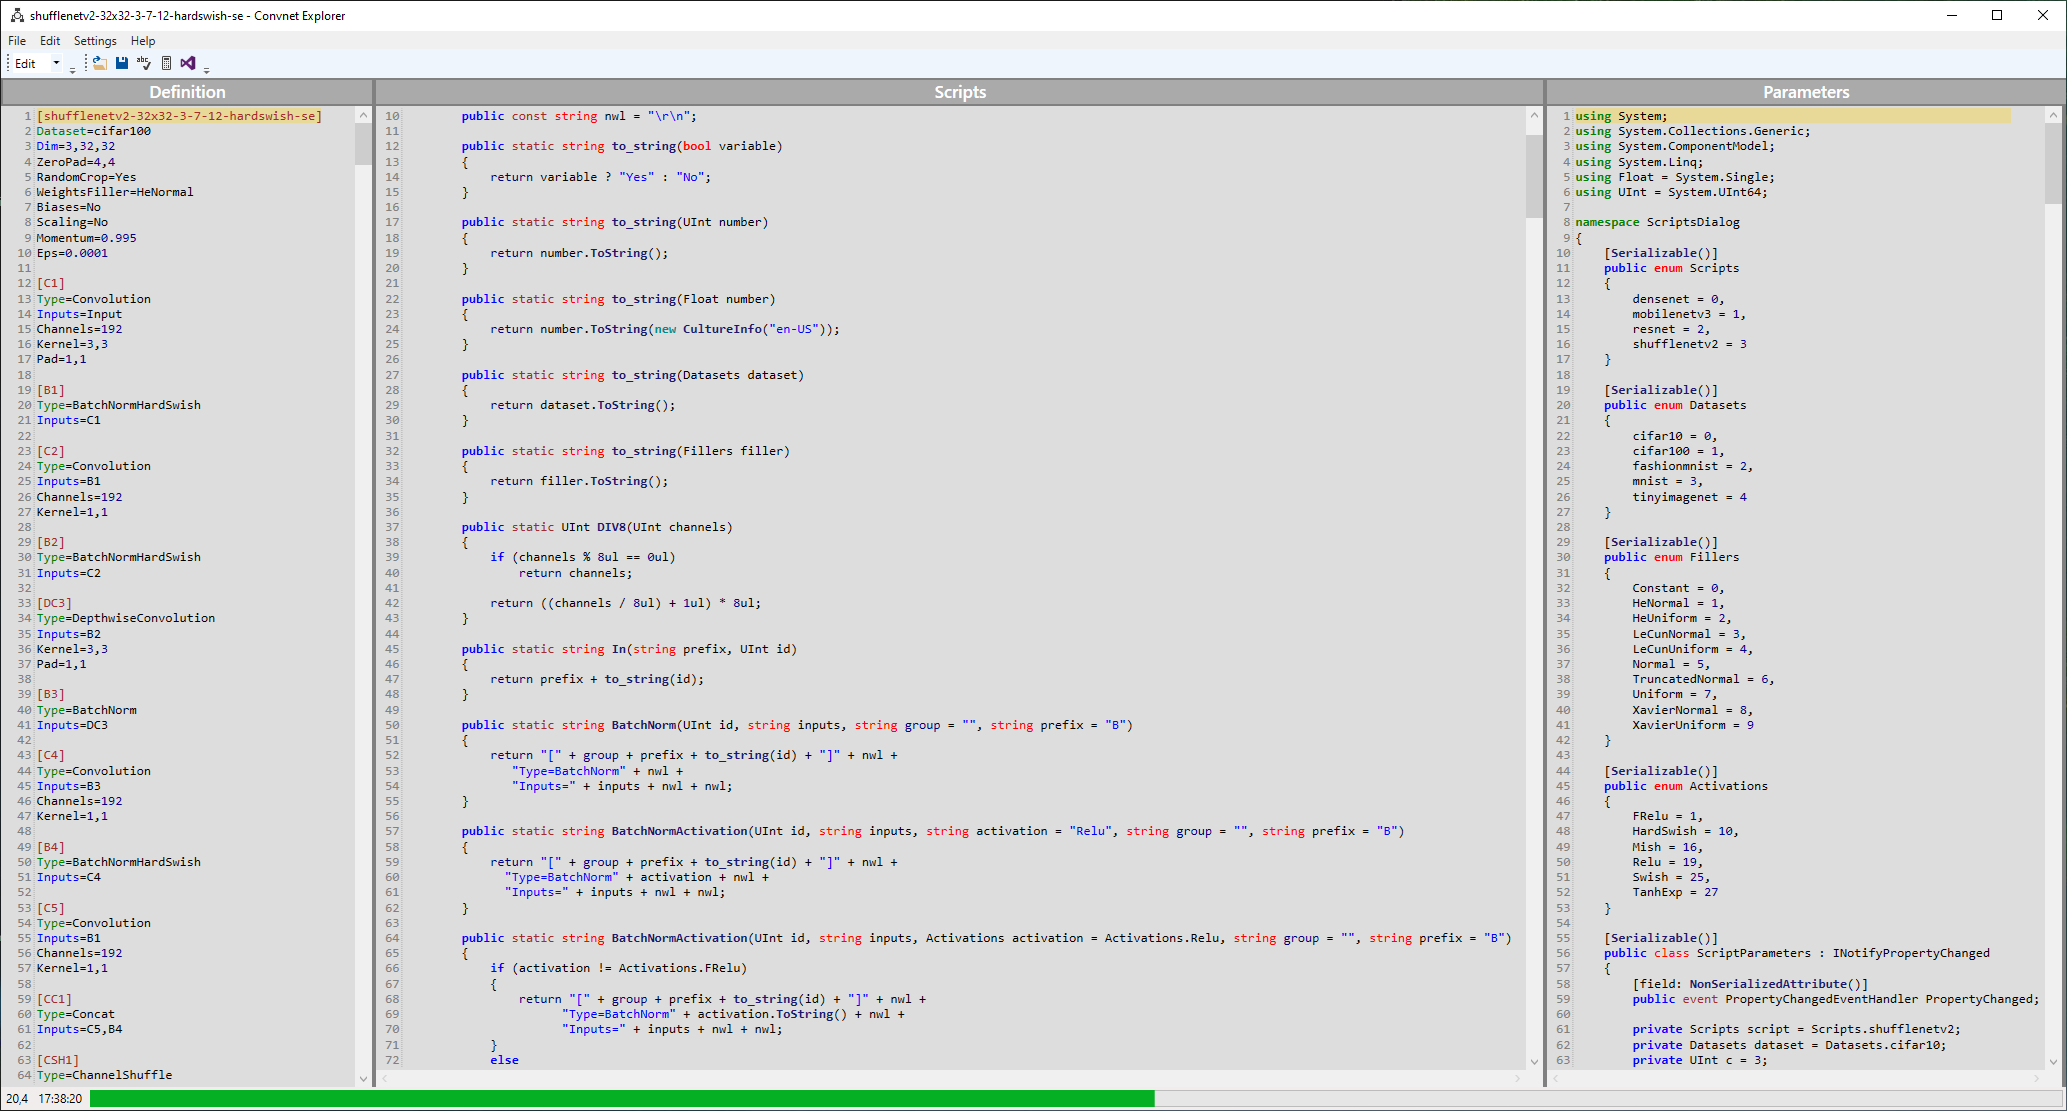 shufflenetv2-32x32-3-7-12-hardswish-se - Convnet Explorer
File Edit Settings Help
Edit
Definition
1 [shufflenetv2-32x32-3-7-12-hardswish-se]
2 Dataset=cifar100
3 Dim=3,32,32
4 ZeroPad=4,4
5 RandomCrop=Yes
6 WeightsFiller=HeNormal
7 Biases=No
8 Scaling=No
9 Momentum=0.995
10 Eps=0.0001
11
12 [C1]
13 Type=Convolution
14 Inputs=Input
15 Channels=192
16 Kernel=3,3
17 Pad=1,1
18
19 [B1]
20 Type=BatchNormHardSwish
21 Inputs=C1
22
23 [C2]
24 Type=Convolution
25 Inputs=B1
26 Channels=192
27 Kernel=1,1
28
29 [B2]
30 Type=BatchNormHardSwish
31 Inputs=C2
32
33 [DC3]
34 Type=DepthwiseConvolution
35 Inputs=B2
36 Kernel=3,3
37 Pad=1,1
38
39 [B3]
40 Type=BatchNorm
41 Inputs=DC3
42
43 [C4]
44 Type=Convolution
45 Inputs=B3
46 Channels=192
47 Kernel=1,1
48
49 [B4]
50 Type=BatchNormHardSwish
51 Inputs=C4
52
53 [C5]
54 Type=Convolution
55 Inputs=B1
56 Channels=192
57 Kernel=1,1
58
59 [CC1]
60 Type=Concat
61 Inputs=C5,B4
62
63 [CSH1]
64 Type=ChannelShuffle
Scripts
10 public const string nwl = "\r\n";
11
12 public static string to_string(bool variable)
13 {
14 return variable ? "Yes" : "No";
15 }
16
17 public static string to_string(UInt number)
18 {
19 return number.ToString();
20 }
21
22 public static string to_string(Float number)
23 {
24 return number.ToString(new CultureInfo("en-US"));
25 }
26
27 public static string to_string(Datasets dataset)
28 {
29 return dataset.ToString();
30 }
31
32 public static string to_string(Fillers filler)
33 {
34 return filler.ToString();
35 }
36
37 public static UInt DIV8(UInt channels)
38 {
39 if (channels % 8ul == 0ul)
40 return channels;
41
42 return ((channels / 8ul) + 1ul) * 8ul;
43 }
44
45 public static string In(string prefix, UInt id)
46 {
47 return prefix + to_string(id);
48 }
49
50 public static string BatchNorm(UInt id, string inputs, string group = "", string prefix = "B")
51 {
52 return "[" + group + prefix + to_string(id) + "]" + nwl +
53 "Type=BatchNorm" + nwl +
54 "Inputs=" + inputs + nwl + nwl;
55 }
56
57 public static string BatchNormActivation(UInt id, string inputs, string activation = "Relu", string group = "", string prefix = "B")
58 {
59 return "[" + group + prefix + to_string(id) + "]" + nwl +
60 "Type=BatchNorm" + activation + nwl +
61 "Inputs=" + inputs + nwl + nwl;
62 }
63
64 public static string BatchNormActivation(UInt id, string inputs, Activations activation = Activations.Relu, string group = "", string prefix = "B")
65 {
66 if (activation != Activations.FRelu)
67 {
68 return "[" + group + prefix + to_string(id) + "]" + nwl +
69 "Type=BatchNorm" + activation.ToString() + nwl +
70 "Inputs=" + inputs + nwl + nwl;
71 }
72 else
Parameters
1 using System;
2 using System.Collections.Generic;
3 using System.ComponentModel;
4 using System.Linq;
5 using Float = System.Single;
6 using UInt = System.UInt64;
7
8 namespace ScriptsDialog
9 {
10 [Serializable()]
11 public enum Scripts
12 {
13 densenet = 0,
14 mobilenetv3 = 1,
15 resnet = 2,
16 shufflenetv2 = 3
17 }
18
19 [Serializable()]
20 public enum Datasets
21 {
22 cifar10 = 0,
23 cifar100 = 1,
24 fashionmnist = 2,
25 mnist = 3,
26 tinyimagenet = 4
27 }
28
29 [Serializable()]
30 public enum Fillers
31 {
32 Constant = 0,
33 HeNormal = 1,
34 HeUniform = 2,
35 LeCunNormal = 3,
36 LeCunUniform = 4,
37 Normal = 5,
38 TruncatedNormal = 6,
39 Uniform = 7,
40 XavierNormal = 8,
41 XavierUniform = 9
42 }
43
44 [Serializable()]
45 public enum Activations
46 {
47 FRelu = 1,
48 HardSwish = 10,
49 Mish = 16,
50 Relu = 19,
51 Swish = 25,
52 TanhExp = 27
53 }
54
55 [Serializable()]
56 public class ScriptParameters : INotifyPropertyChanged
57 {
58 [field: NonSerializedAttribute()]
59 public event PropertyChangedEventHandler PropertyChanged;
60
61 private Scripts script = Scripts.shufflenetv2;
62 private Datasets dataset = Datasets.cifar10;
63 private UInt c = 3;
20,4 17:38:20